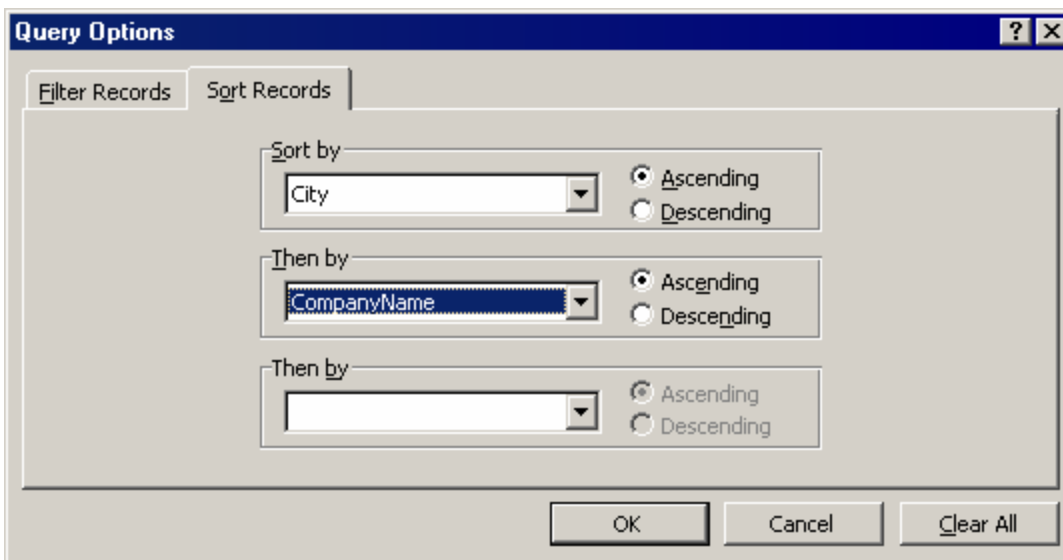 Query Options
Filter Records Sort Records
Sort by
City
Ascending
Descending
Then by
CompanyName
Ascending
Descending
Then by
Ascending
Descending
OK Cancel Clear All